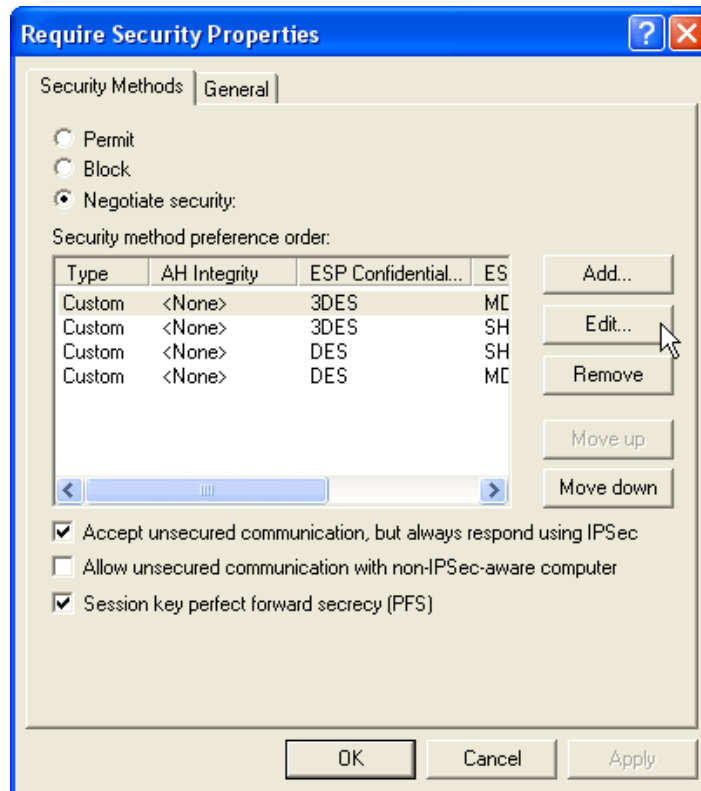 Require Security Properties
Security Methods General
Permit
Block
Negotiate security:
Security method preference order:
Type AH Integrity ESP Confidential... ES
Custom <None> 3DES MD
Custom <None> 3DES SH
Custom <None> DES SH
Custom <None> DES MD
Add...
Edit...
Remove
Move up
Move down
Accept unsecured communication, but always respond using IPSec
Allow unsecured communication with non-IPSec-aware computer
Session key perfect forward secrecy (PFS)
OK Cancel Apply